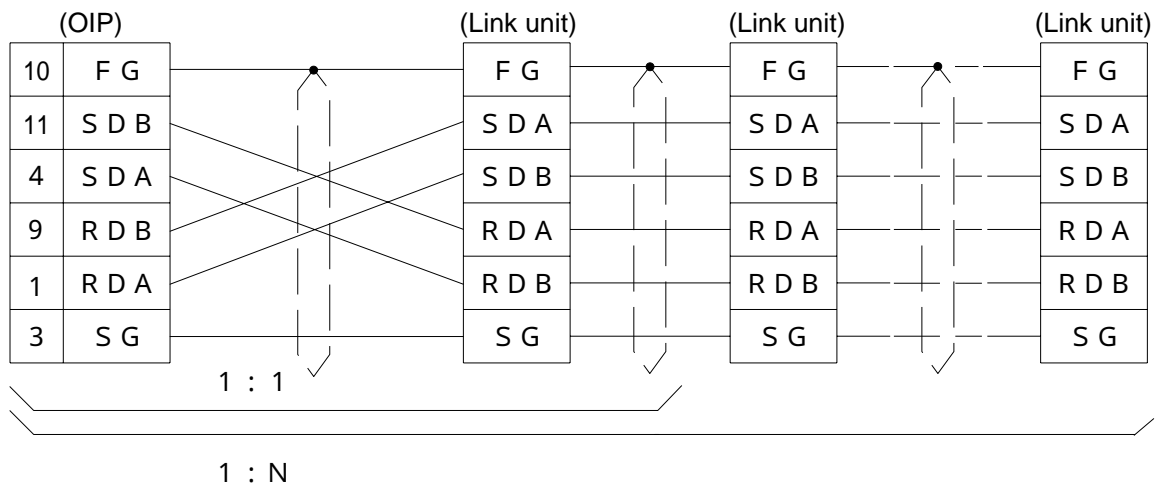 (OIP) (Link unit) (Link unit) (Link unit)
10 F G F G F G F G
11 S D B S D A S D A S D A
4 S D A S D B S D B S D B
9 R D B R D A R D A R D A
1 R D A R D B R D B R D B
3 S G S G S G S G
1 : 1
1 : N